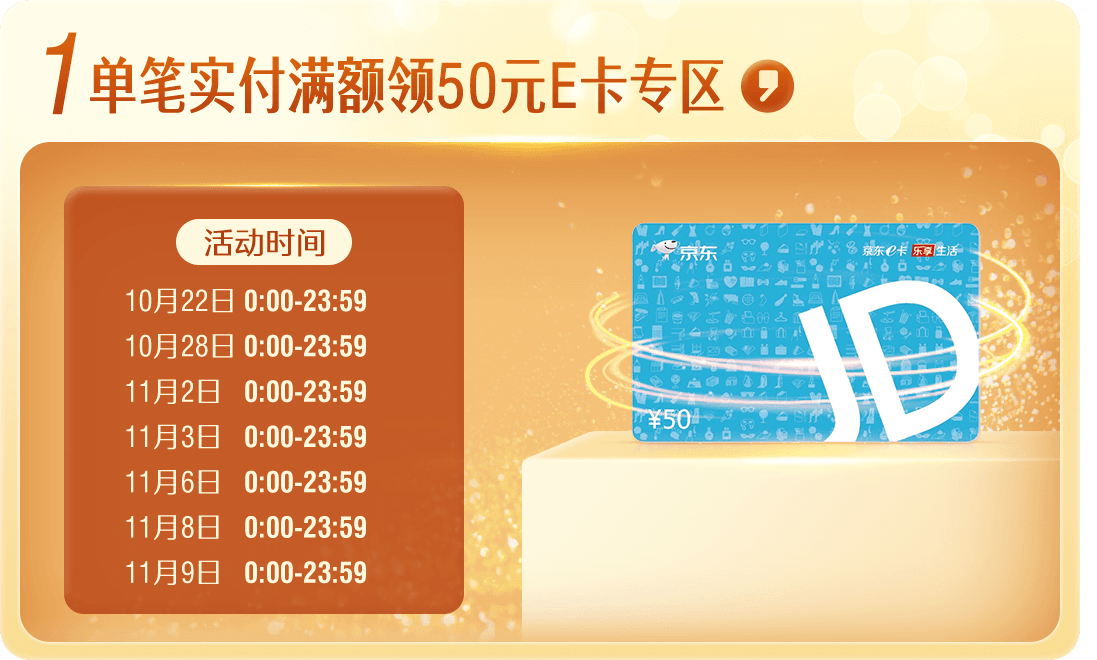 1 单笔实付满额领50元E卡专区
活动时间
10月22日 0:00-23:59
10月28日 0:00-23:59
11月2日 0:00-23:59
11月3日 0:00-23:59
11月6日 0:00-23:59
11月8日 0:00-23:59
11月9日 0:00-23:59
京东
京东e卡 乐享生活
JD
¥50